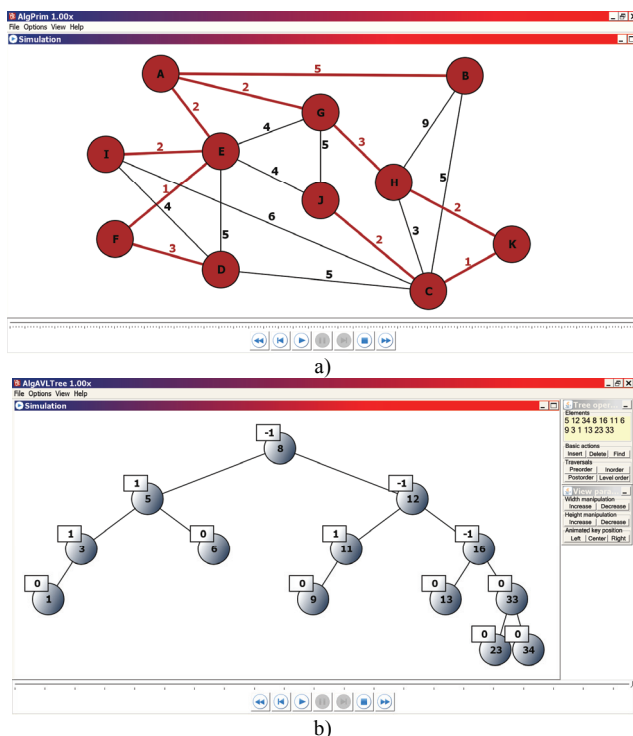 AlgPrim 1.00x
File Options View Help
Simulation
A
5
B
2
2
G
9
4
I
2
E
5
3
H
1
4
J
5
4
6
2
F
3
5
2
3
K
D
5
1
C
a)
AlgAVLTree 1.00x
File Options View Help
Simulation
Tree oper...
Elements
5 12 34 8 16 11 6
9 3 1 13 23 33
Basic actions
Insert Delete Find
Traversals
Preorder Inorder
Postorder Level order
View para...
Width manipulation
Increase Decrease
Height manipulation
Increase Decrease
Animated key position
Left Center Right
-1
8
1
5
-1
12
1
3
0
6
1
11
-1
16
0
1
0
9
0
13
0
33
0
23
0
34
b)